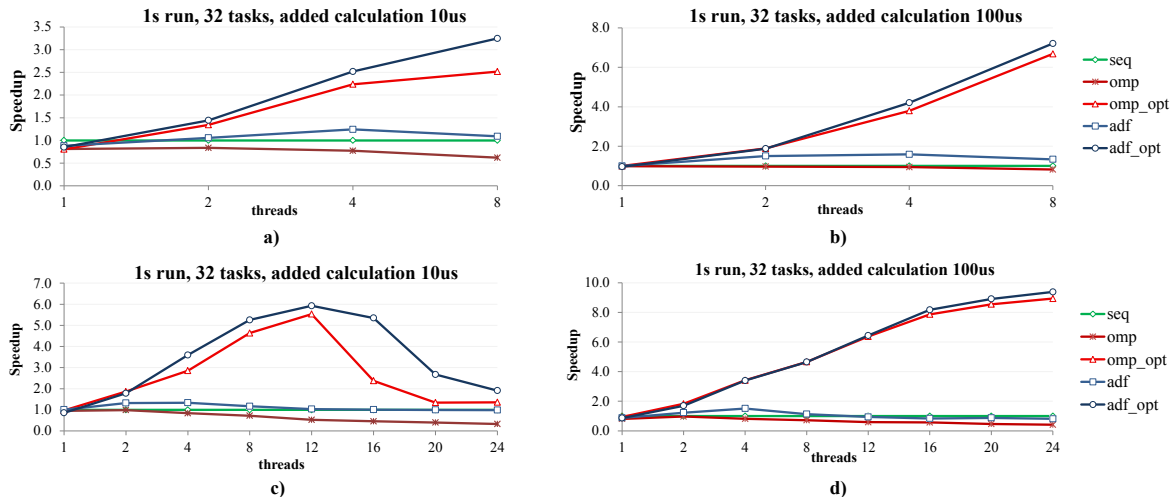 1s run, 32 tasks, added calculation 10us
Speedup
3.5
3.0
2.5
2.0
1.5
1.0
0.5
0.0
1 2 4 8
threads
a)
1s run, 32 tasks, added calculation 100us
Speedup
8.0
6.0
4.0
2.0
0.0
1 2 4 8
threads
b)
seq
omp
omp_opt
adf
adf_opt
1s run, 32 tasks, added calculation 10us
Speedup
7.0
6.0
5.0
4.0
3.0
2.0
1.0
0.0
1 2 4 8 12 16 20 24
threads
c)
1s run, 32 tasks, added calculation 100us
Speedup
10.0
8.0
6.0
4.0
2.0
0.0
1 2 4 8 12 16 20 24
threads
d)
seq
omp
omp_opt
adf
adf_opt